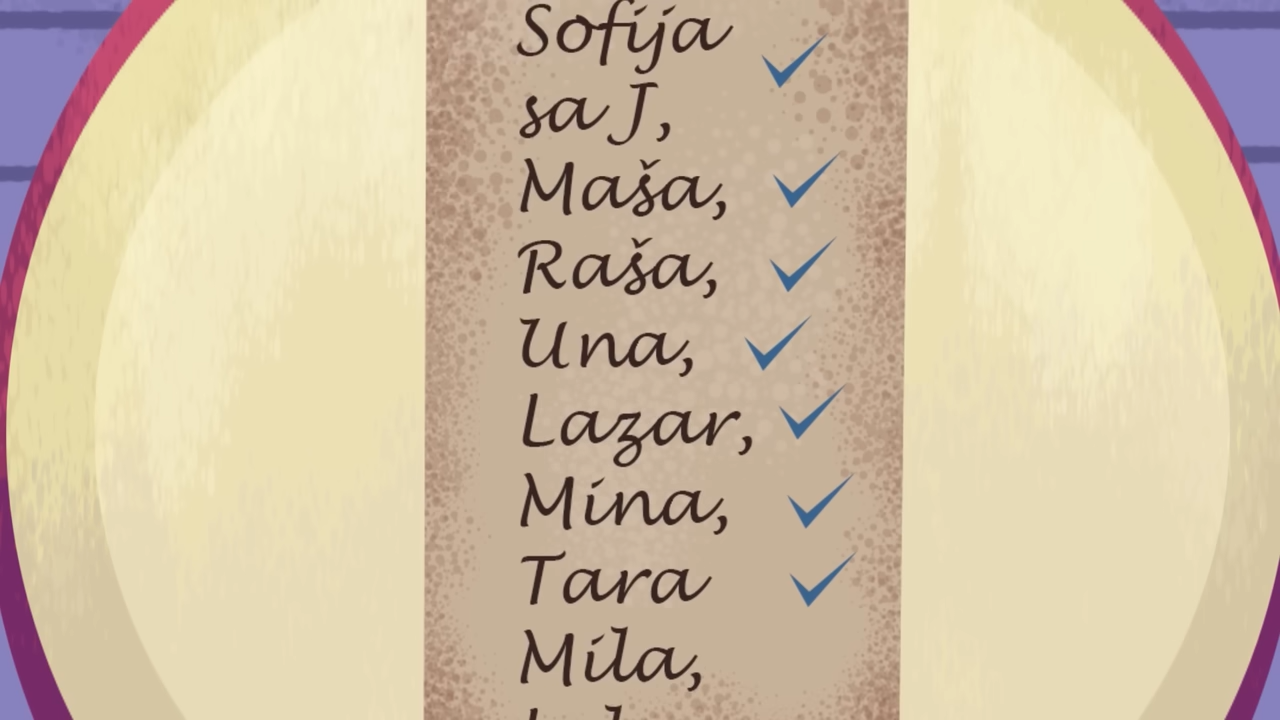 Sofija
sa J,
Maša,
Raša,
Una,
Lazar,
Mina,
Tara
Mila,